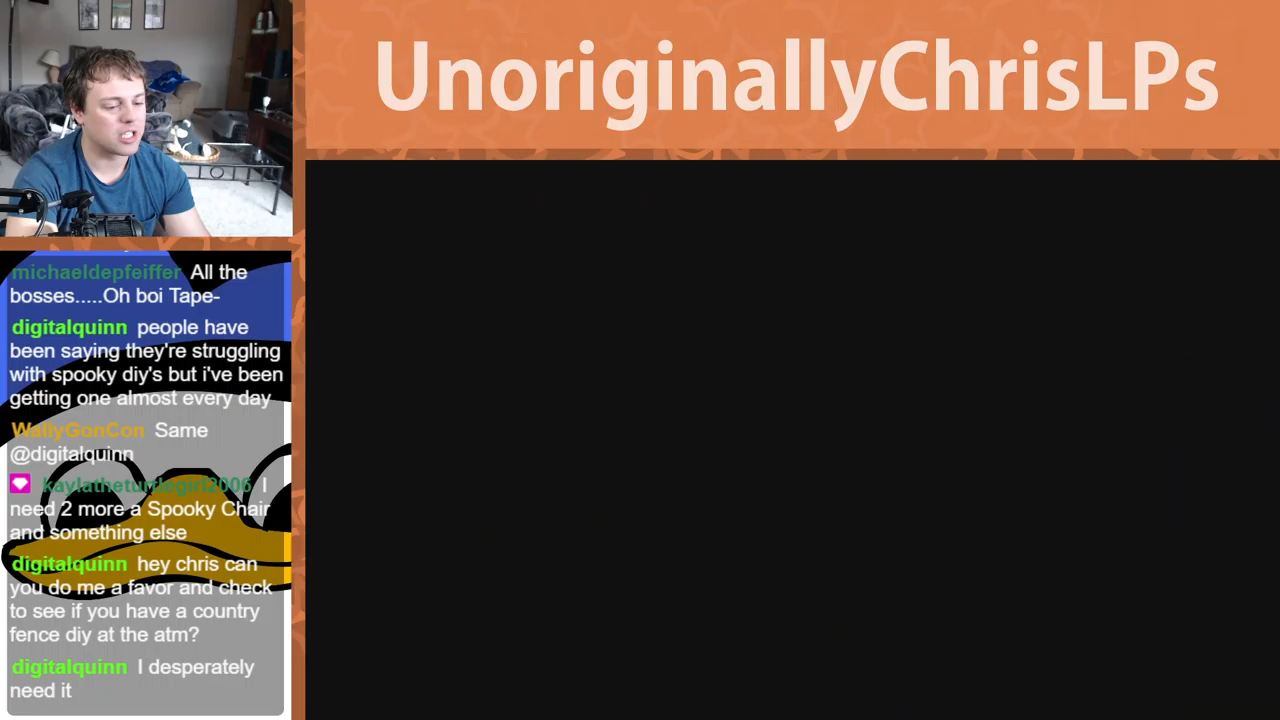 UnoriginallyChrisLPs
michaeldepfeiffer All the
bosses.....Oh boi Tape-
digitalquinn people have
been saying they're struggling
with spooky diy's but i've been
getting one almost every day
WallyGonCon Same
@digitalquinn
kaylatheturtlegirl2006 I
need 2 more a Spooky Chair
and something else
digitalquinn hey chris can
you do me a favor and check
to see if you have a country
fence diy at the atm?
digitalquinn I desperately
need it